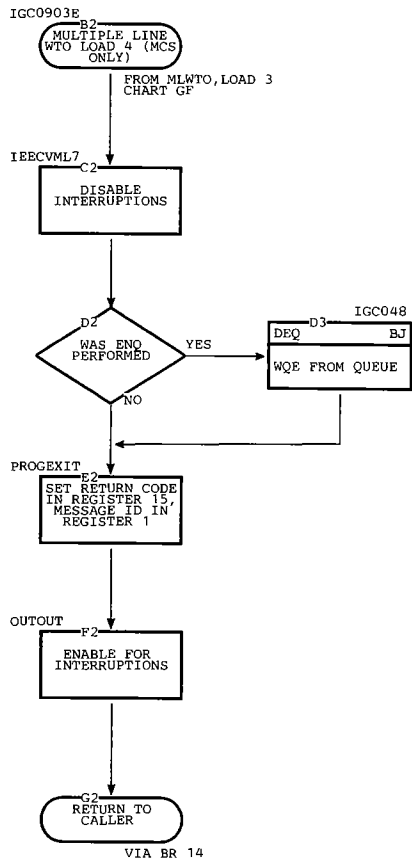 IGC0903E
B2
MULTIPLE LINE
WTO LOAD 4 (MCS
ONLY)
FROM MLWTO,LOAD 3
CHART GF
IEECVML7
C2
DISABLE
INTERRUPTIONS
D2
WAS ENQ
PERFORMED
YES
NO
IGC048
D3
DEQ BJ
WQE FROM QUEUE
PROGEXIT
E2
SET RETURN CODE
IN REGISTER 15,
MESSAGE ID IN
REGISTER 1
OUTOUT
F2
ENABLE FOR
INTERRUPTIONS
G2
RETURN TO
CALLER
VIA BR 14